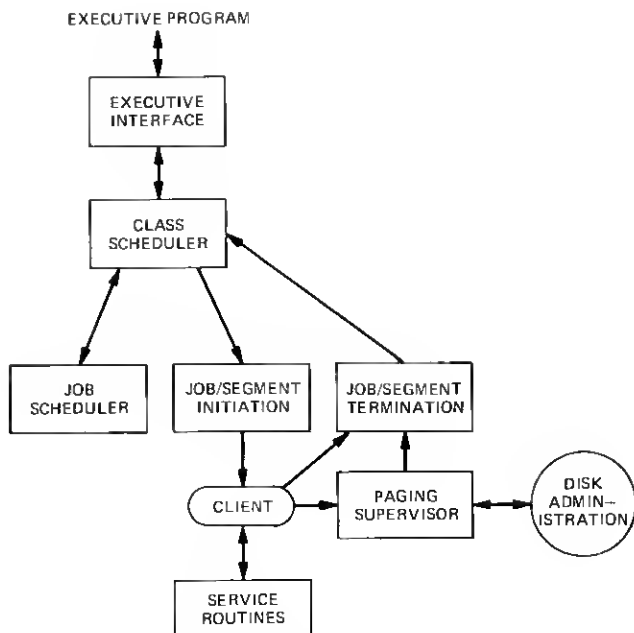 EXECUTIVE PROGRAM
EXECUTIVE
INTERFACE
CLASS
SCHEDULER
JOB
SCHEDULER
JOB/SEGMENT
INITIATION
JOB/SEGMENT
TERMINATION
CLIENT
PAGING
SUPERVISOR
DISK
ADMIN-
ISTRATION
SERVICE
ROUTINES